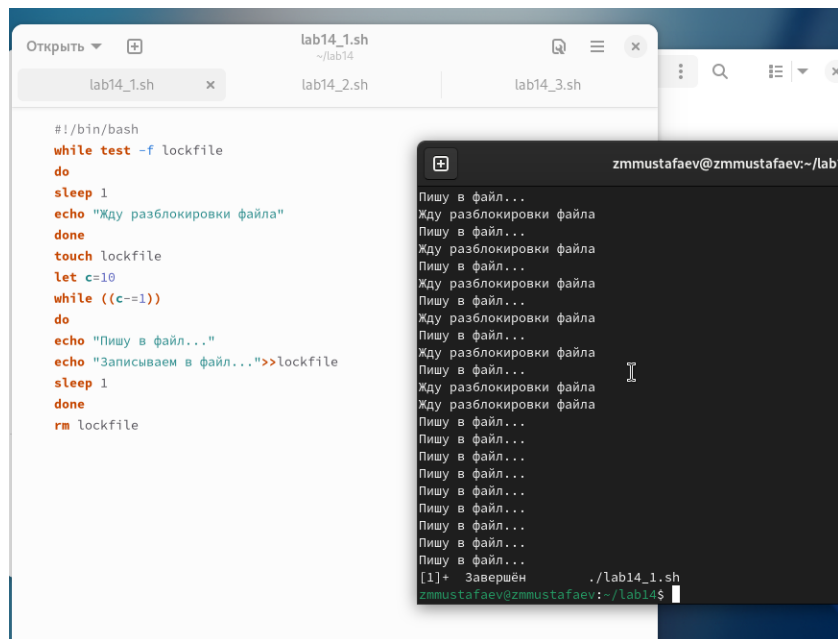 Открыть
lab14_1.sh
~/lab14
lab14_1.sh
lab14_2.sh
lab14_3.sh
#!/bin/bash
while test -f lockfile
do
sleep 1
echo "Жду разблокировки файла"
done
touch lockfile
let c=10
while ((c-=1))
do
echo "Пишу в файл..."
echo "Записываем в файл...">>lockfile
sleep 1
done
rm lockfile
zmmustafaev@zmmustafaev:~/lab
Пишу в файл...
Жду разблокировки файла
Пишу в файл...
Жду разблокировки файла
Пишу в файл...
Жду разблокировки файла
Пишу в файл...
Жду разблокировки файла
Пишу в файл...
Жду разблокировки файла
Пишу в файл...
Жду разблокировки файла
Жду разблокировки файла
Пишу в файл...
Пишу в файл...
Пишу в файл...
Пишу в файл...
Пишу в файл...
Пишу в файл...
Пишу в файл...
Пишу в файл...
Пишу в файл...
[1]+  Завершён        ./lab14_1.sh
zmmustafaev@zmmustafaev:~/lab14$